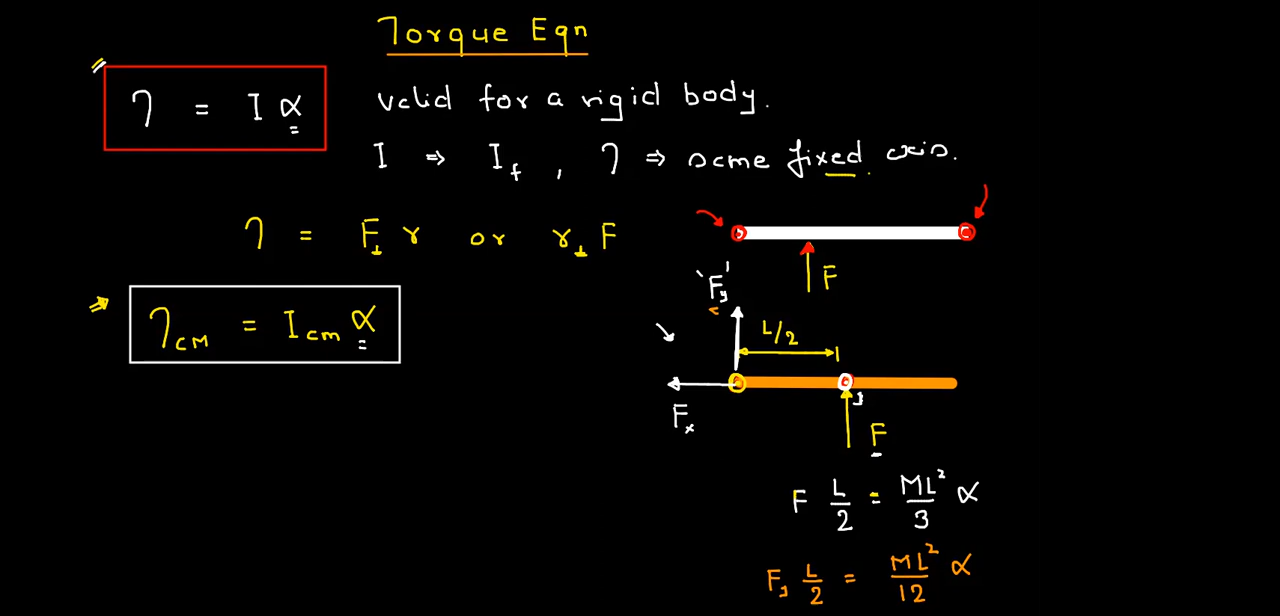 Torque Eqn
τ = I α
valid for a rigid body.
I ⇒ I_f , τ ⇒ same fixed axis.
τ = F⊥ r or r⊥ F
F
'F_y'
τ_CM = I_cm α
L/2
F_x
F
F L/2 = ML²/3 α
F_y L/2 = ML²/12 α